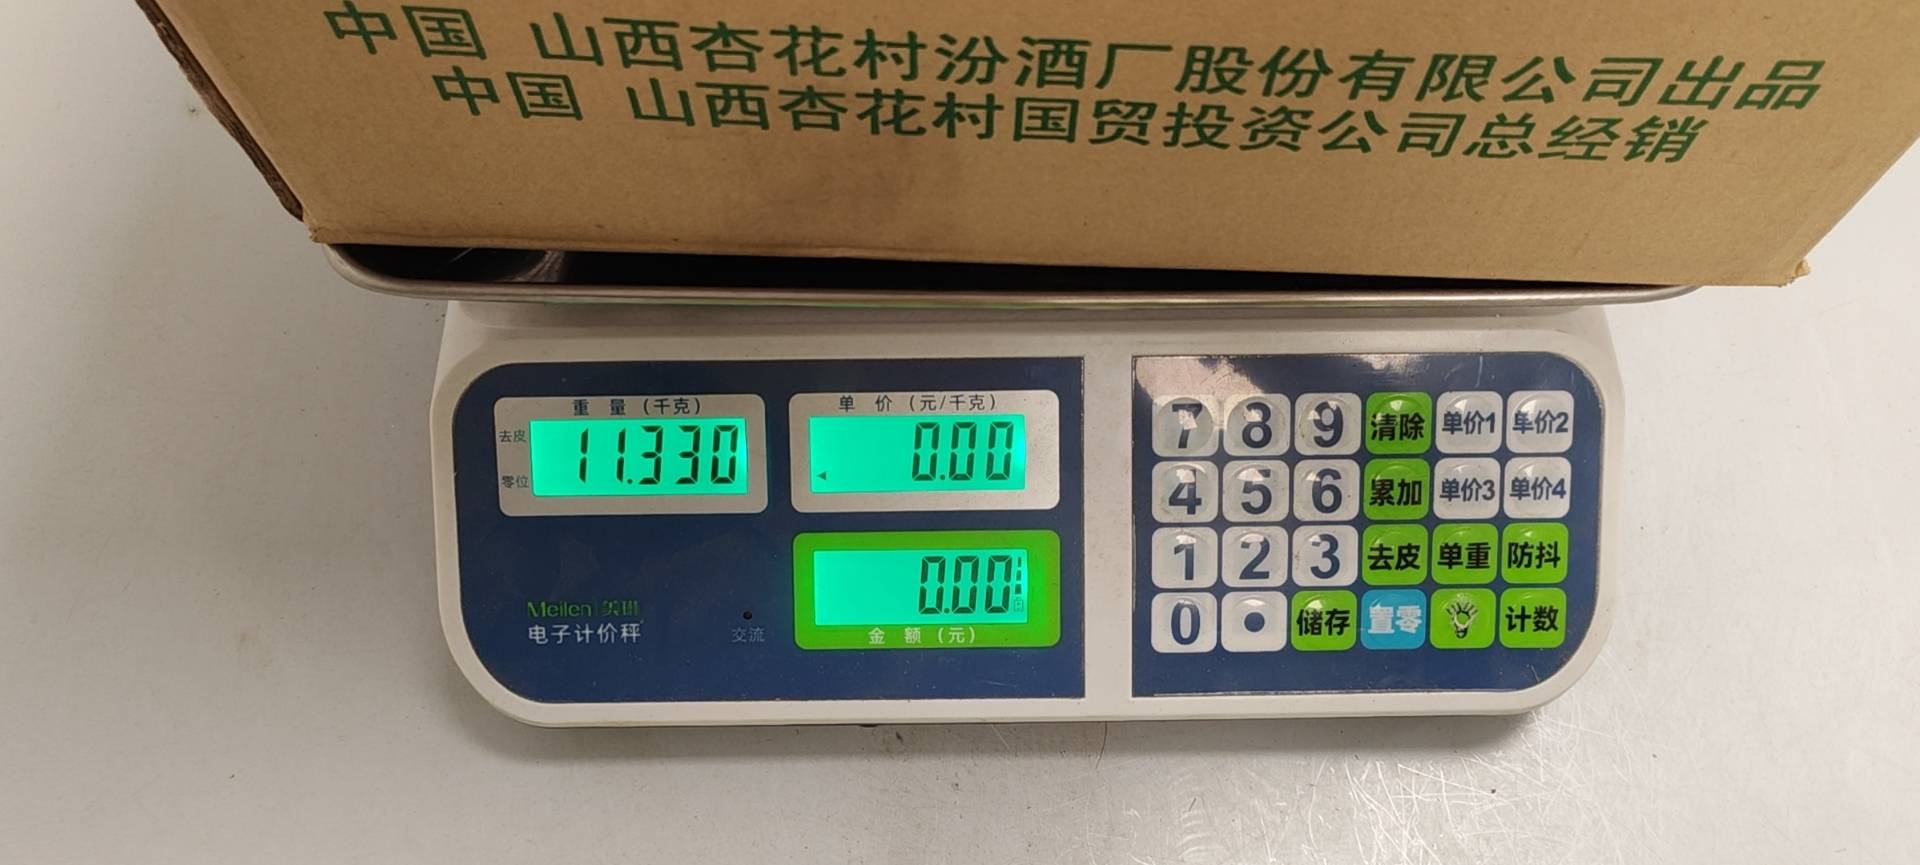 中国 山西杏花村汾酒厂股份有限公司出品
中国 山西杏花村国贸投资公司总经销
重 量 (千克)
去皮
零位
11.330
单 价 (元/千克)
0.00
0.00
金 额 (元)
Meilen|美琳
电子计价秤
交流
7 8 9 清除 单价1 单价2
4 5 6 累加 单价3 单价4
1 2 3 去皮 单重 防抖
0 • 储存 置零 计数